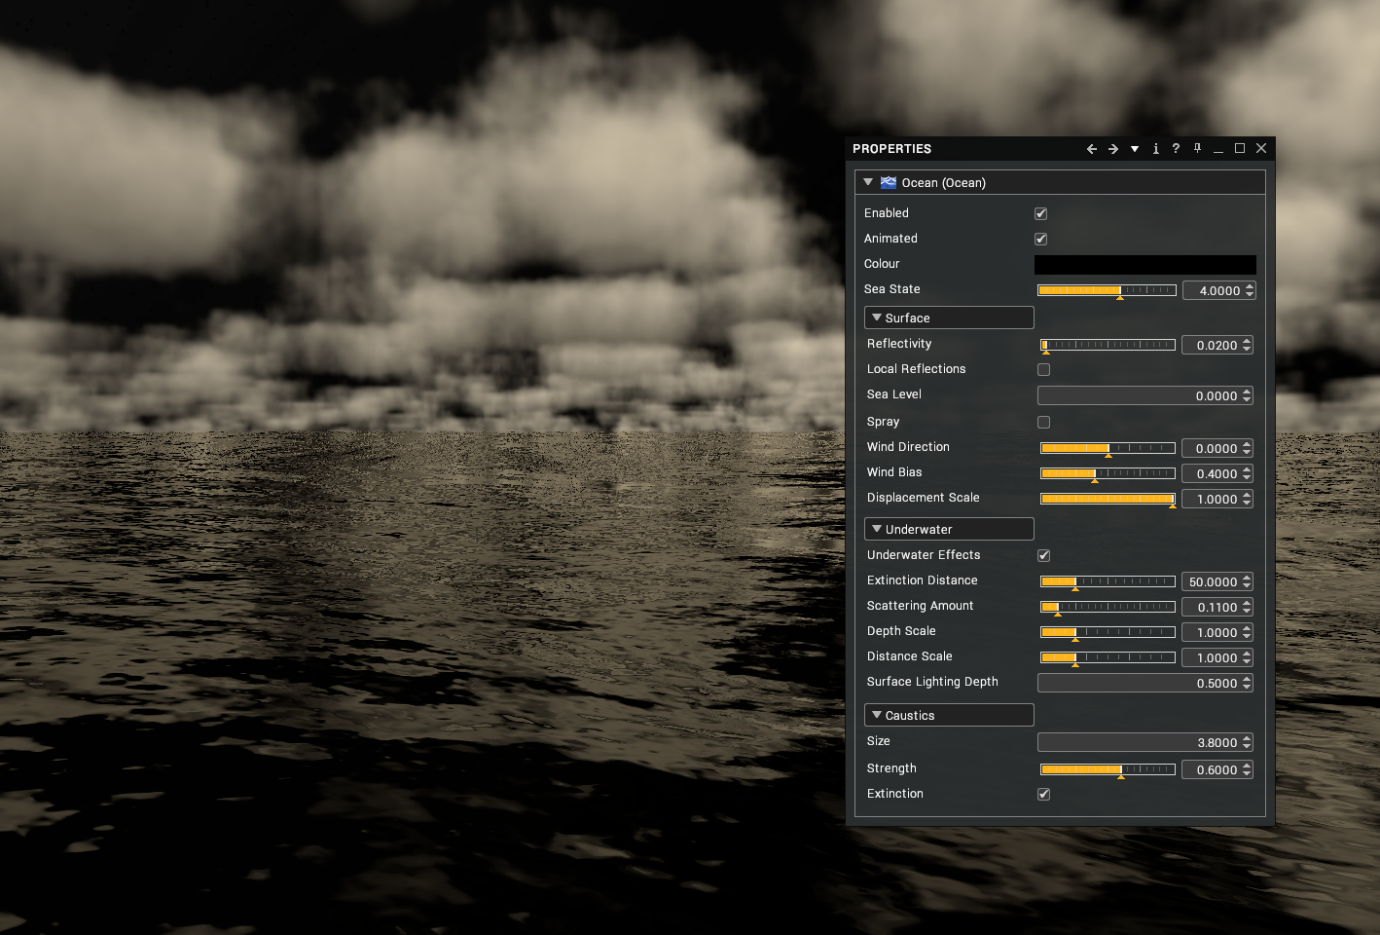 PROPERTIES
Ocean (Ocean)
Enabled
Animated
Colour
Sea State 4.0000
Surface
Reflectivity 0.0200
Local Reflections
Sea Level 0.0000
Spray
Wind Direction 0.0000
Wind Bias 0.4000
Displacement Scale 1.0000
Underwater
Underwater Effects
Extinction Distance 50.0000
Scattering Amount 0.1100
Depth Scale 1.0000
Distance Scale 1.0000
Surface Lighting Depth 0.5000
Caustics
Size 3.8000
Strength 0.6000
Extinction